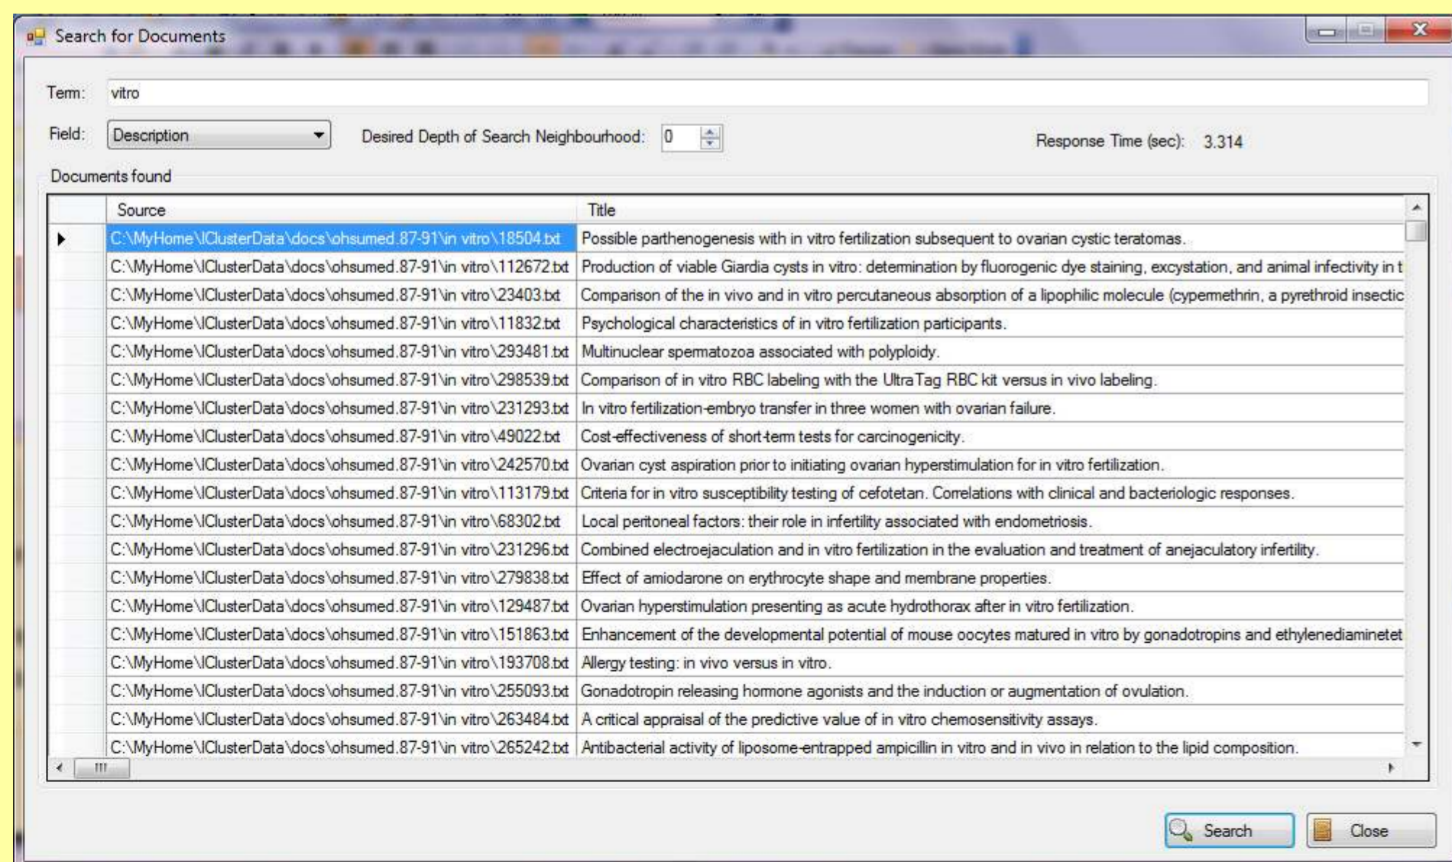 Search for Documents
Term: vitro
Field: Description Desired Depth of Search Neighbourhood: 0 Response Time (sec): 3.314
Documents found
Source Title
C:\MyHome\IClusterData\docs\ohsumed.87-91\in vitro\18504.txt Possible parthenogenesis with in vitro fertilization subsequent to ovarian cystic teratomas.
C:\MyHome\IClusterData\docs\ohsumed.87-91\in vitro\112672.txt Production of viable Giardia cysts in vitro: determination by fluorogenic dye staining, excystation, and animal infectivity in t
C:\MyHome\IClusterData\docs\ohsumed.87-91\in vitro\23403.txt Comparison of the in vivo and in vitro percutaneous absorption of a lipophilic molecule (cypermethrin, a pyrethroid insectic
C:\MyHome\IClusterData\docs\ohsumed.87-91\in vitro\11832.txt Psychological characteristics of in vitro fertilization participants.
C:\MyHome\IClusterData\docs\ohsumed.87-91\in vitro\293481.txt Multinuclear spermatozoa associated with polyploidy.
C:\MyHome\IClusterData\docs\ohsumed.87-91\in vitro\298539.txt Comparison of in vitro RBC labeling with the UltraTag RBC kit versus in vivo labeling.
C:\MyHome\IClusterData\docs\ohsumed.87-91\in vitro\231293.txt In vitro fertilization-embryo transfer in three women with ovarian failure.
C:\MyHome\IClusterData\docs\ohsumed.87-91\in vitro\49022.txt Cost-effectiveness of short-term tests for carcinogenicity.
C:\MyHome\IClusterData\docs\ohsumed.87-91\in vitro\242570.txt Ovarian cyst aspiration prior to initiating ovarian hyperstimulation for in vitro fertilization.
C:\MyHome\IClusterData\docs\ohsumed.87-91\in vitro\113179.txt Criteria for in vitro susceptibility testing of cefotetan. Correlations with clinical and bacteriologic responses.
C:\MyHome\IClusterData\docs\ohsumed.87-91\in vitro\68302.txt Local peritoneal factors: their role in infertility associated with endometriosis.
C:\MyHome\IClusterData\docs\ohsumed.87-91\in vitro\231296.txt Combined electroejaculation and in vitro fertilization in the evaluation and treatment of anejaculatory infertility.
C:\MyHome\IClusterData\docs\ohsumed.87-91\in vitro\279838.txt Effect of amiodarone on erythrocyte shape and membrane properties.
C:\MyHome\IClusterData\docs\ohsumed.87-91\in vitro\129487.txt Ovarian hyperstimulation presenting as acute hydrothorax after in vitro fertilization.
C:\MyHome\IClusterData\docs\ohsumed.87-91\in vitro\151863.txt Enhancement of the developmental potential of mouse oocytes matured in vitro by gonadotropins and ethylenediaminetet
C:\MyHome\IClusterData\docs\ohsumed.87-91\in vitro\193708.txt Allergy testing: in vivo versus in vitro.
C:\MyHome\IClusterData\docs\ohsumed.87-91\in vitro\255093.txt Gonadotropin releasing hormone agonists and the induction or augmentation of ovulation.
C:\MyHome\IClusterData\docs\ohsumed.87-91\in vitro\263484.txt A critical appraisal of the predictive value of in vitro chemosensitivity assays.
C:\MyHome\IClusterData\docs\ohsumed.87-91\in vitro\265242.txt Antibacterial activity of liposome-entrapped ampicillin in vitro and in vivo in relation to the lipid composition.
Search Close